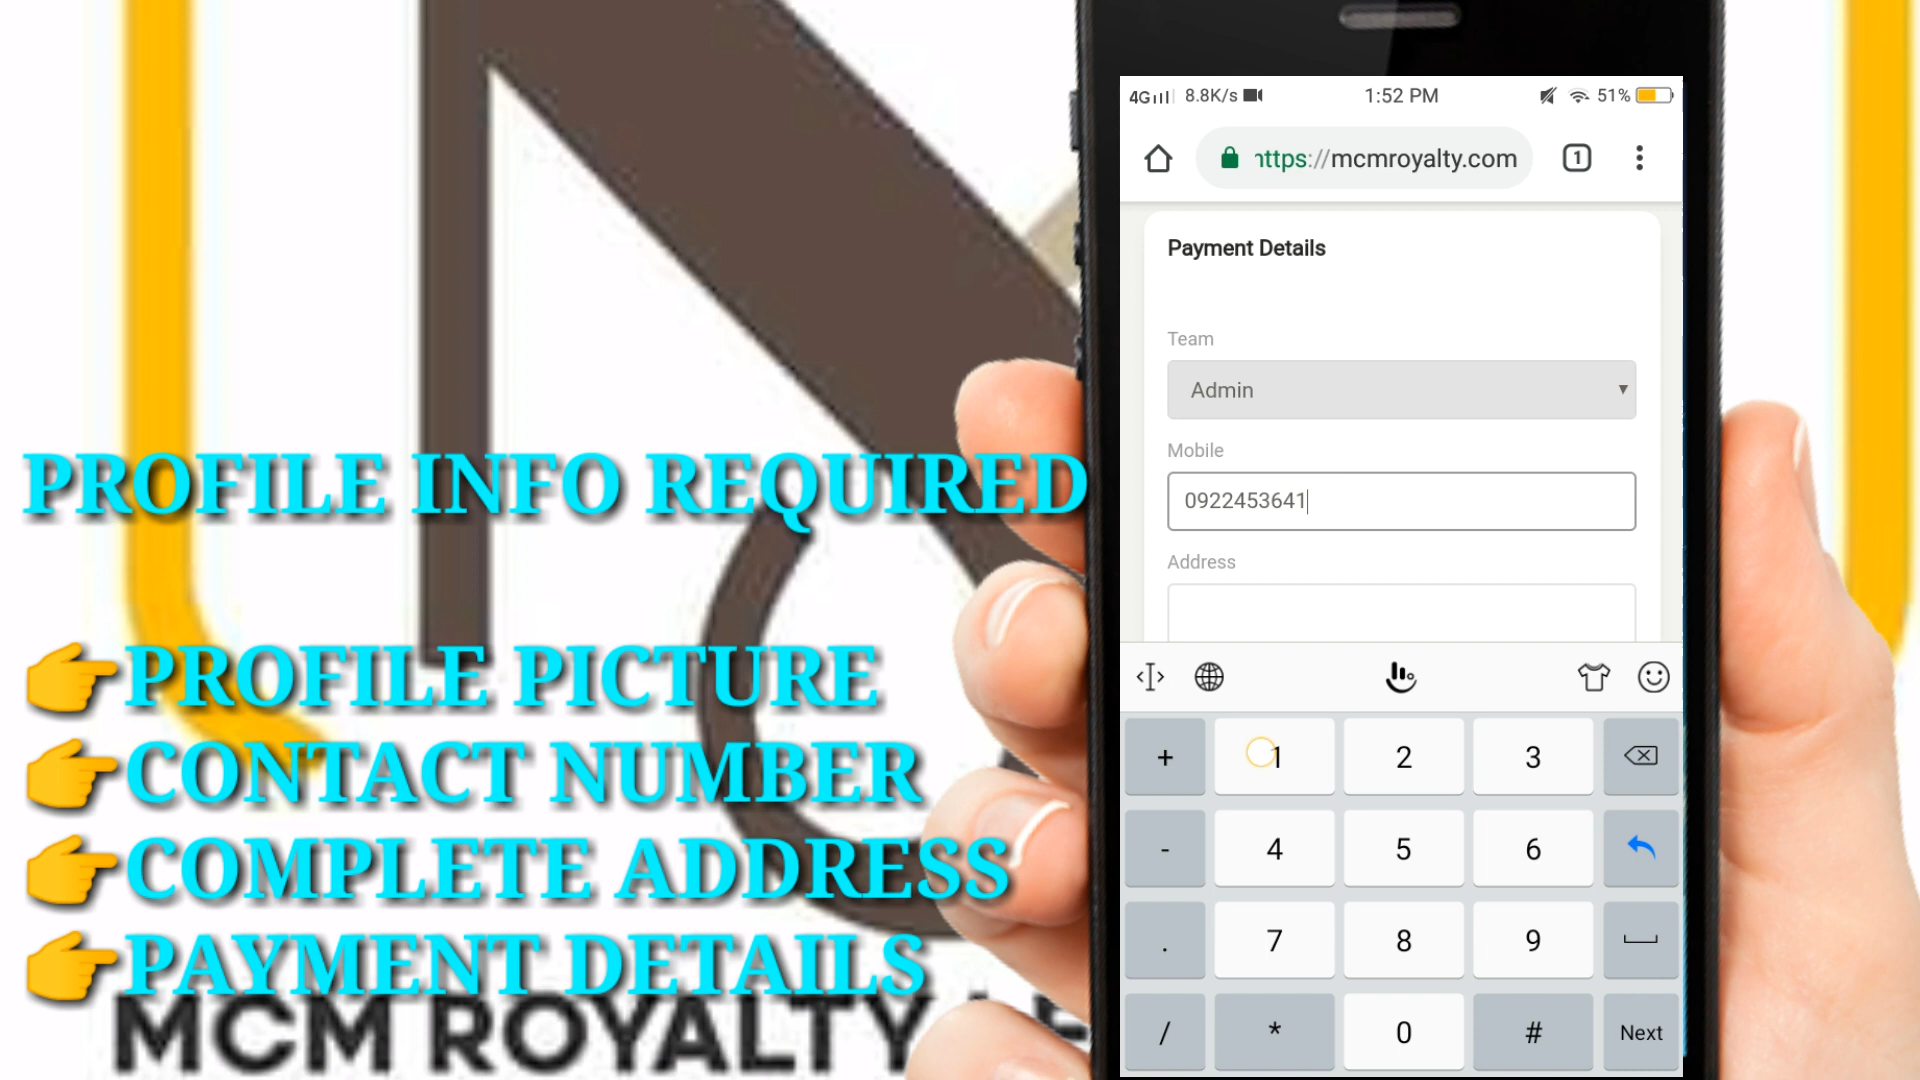 PROFILE INFO REQUIRED
👉PROFILE PICTURE
👉CONTACT NUMBER
👉COMPLETE ADDRESS
👉PAYMENT DETAILS
MCM ROYALTY
4G 8.8K/s 1:52 PM 51%
https://mcmroyalty.com 1
Payment Details
Team
Admin
Mobile
0922453641
Address
+ 1 2 3
- 4 5 6
. 7 8 9
/ * 0 # Next